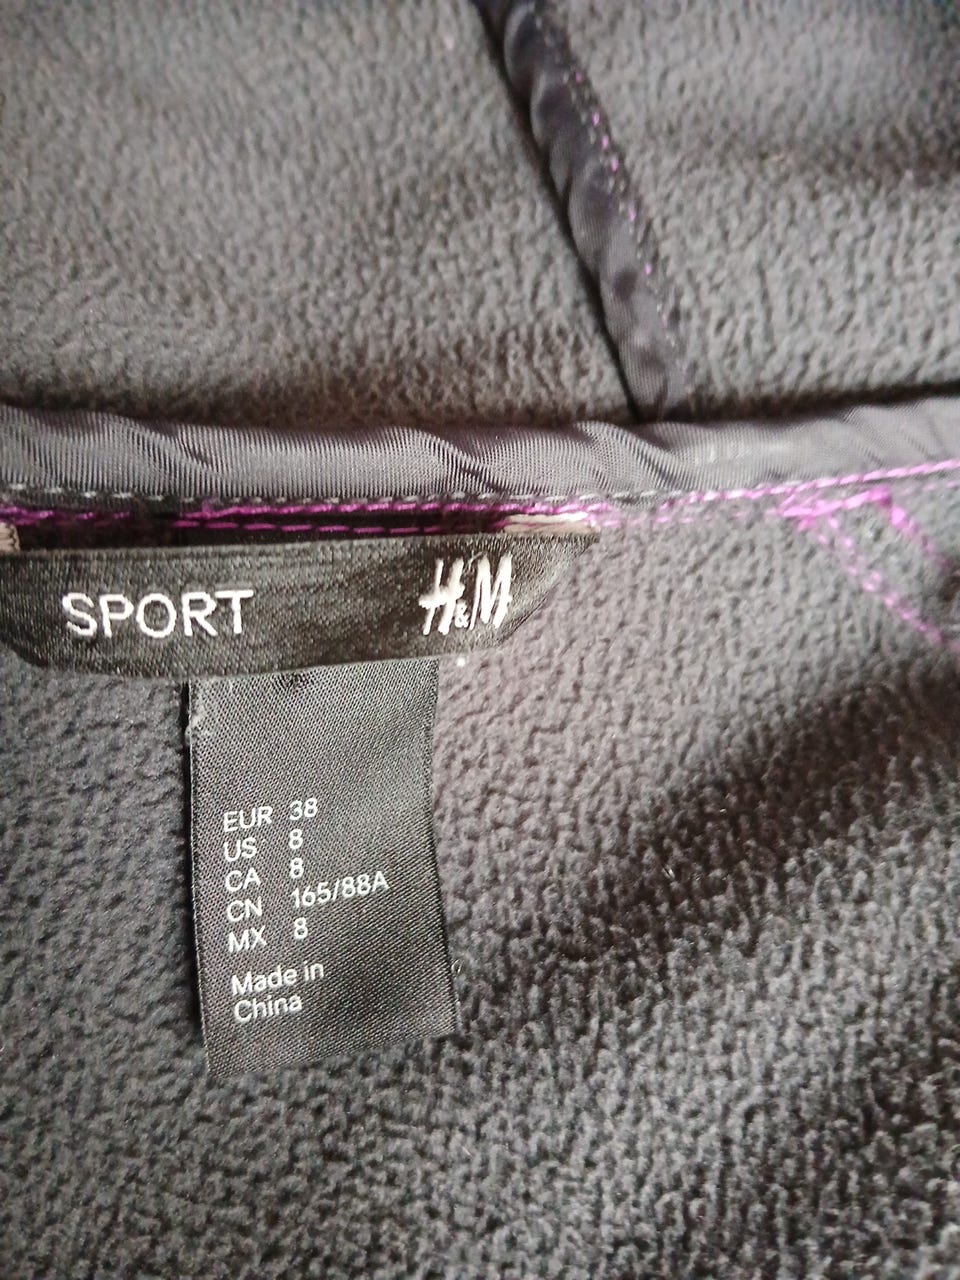 SPORT H&M
EUR 38
US 8
CA 8
CN 165/88A
MX 8
Made in
China